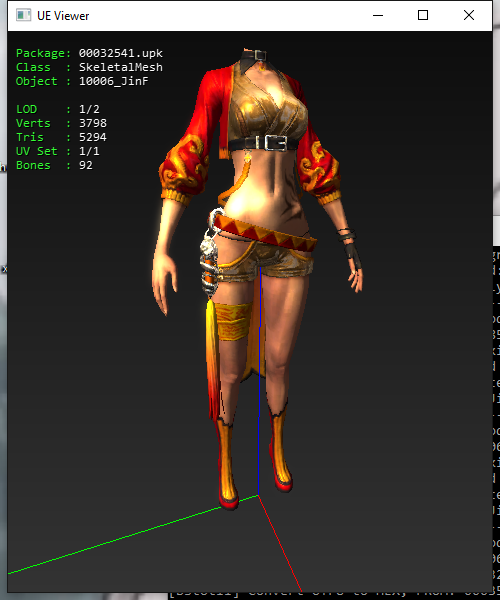 UE Viewer
Package: 00032541.upk
Class : SkeletalMesh
Object : 10006_JinF
LOD : 1/2
Verts : 3798
Tris : 5294
UV Set : 1/1
Bones : 92